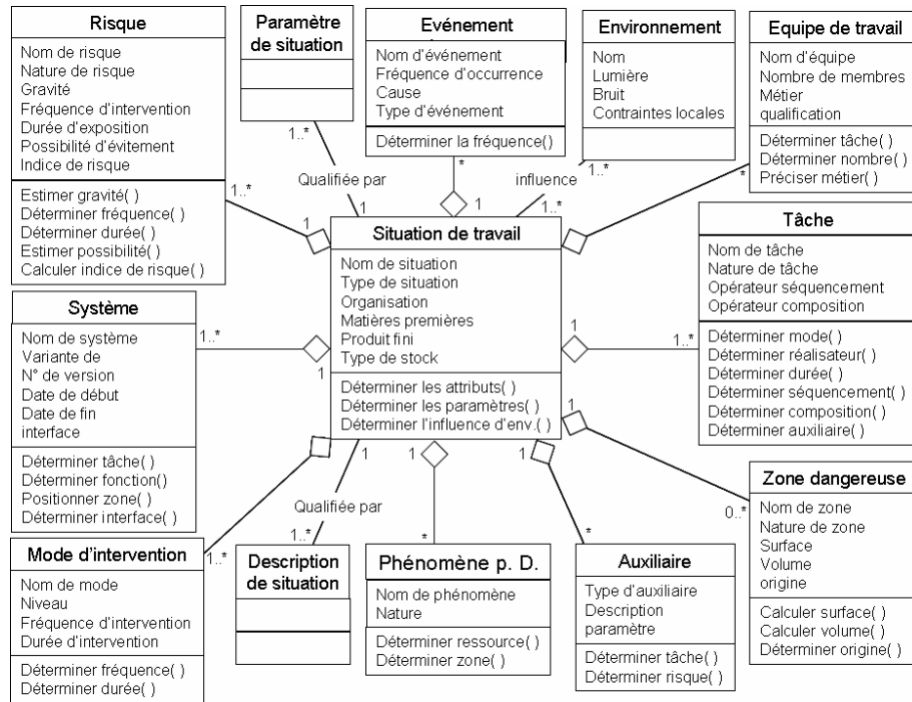 Risque
Nom de risque
Nature de risque
Gravité
Fréquence d'intervention
Durée d'exposition
Possibilité d'évitement
Indice de risque
Estimer gravité( )
Déterminer fréquence( )
Déterminer durée( )
Estimer possibilité( )
Calculer indice de risque( )
Paramètre
de situation
Evénement
Nom d'événement
Fréquence d'occurrence
Cause
Type d'événement
Déterminer la fréquence()
Environnement
Nom
Lumière
Bruit
Contraintes locales
Equipe de travail
Nom d'équipe
Nombre de membres
Métier
qualification
Déterminer tâche( )
Déterminer nombre( )
Préciser métier( )
1..*
Qualifiée par
1
*
1
1..*
influence
1..*
*
1..*
1
Situation de travail
Nom de situation
Type de situation
Organisation
Matières premières
Produit fini
Type de stock
Déterminer les attributs( )
Déterminer les paramètres( )
Déterminer l'influence d'env.( )
Tâche
Nom de tâche
Nature de tâche
Opérateur séquencement
Opérateur composition
Déterminer mode( )
Déterminer réalisateur( )
Déterminer durée( )
Déterminer séquencement( )
Déterminer composition( )
Déterminer auxiliaire( )
1
1..*
Système
Nom de système
Variante de
N° de version
Date de début
Date de fin
interface
Déterminer tâche( )
Déterminer fonction()
Positionner zone( )
Déterminer interface( )
1..*
1
1
1
1
1
Qualifiée par
1..*
1..*
*
*
0..*
Mode d'intervention
Nom de mode
Niveau
Fréquence d'intervention
Durée d'intervention
Déterminer fréquence( )
Déterminer durée( )
Description
de situation
Phénomène p. D.
Nom de phénomène
Nature
Déterminer ressource( )
Déterminer zone( )
Auxiliaire
Type d'auxiliaire
Description
paramètre
Déterminer tâche( )
Déterminer risque( )
Zone dangereuse
Nom de zone
Nature de zone
Surface
Volume
origine
Calculer surface( )
Calculer volume( )
Déterminer origine( )